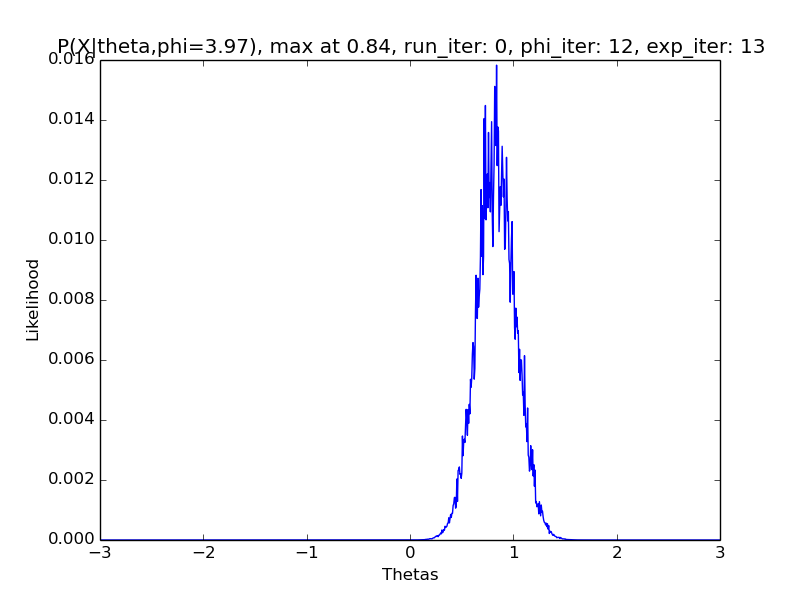 P(X|theta,phi=3.97), max at 0.84, run_iter: 0, phi_iter: 12, exp_iter: 13
0.016
0.014
0.012
0.010
0.008
0.006
0.004
0.002
0.000
Likelihood
−3 −2 −1 0 1 2 3
Thetas